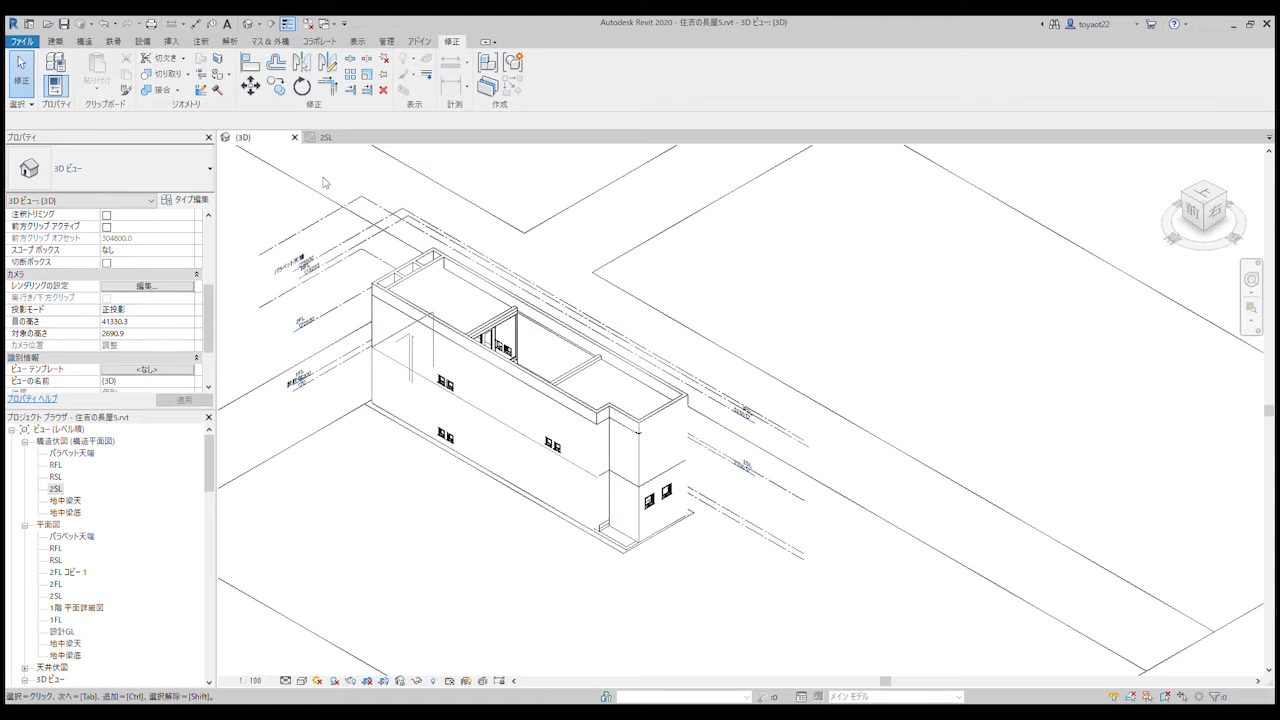 Autodesk Revit 2020 - 住吉の長屋S.rvt - 3D ビュー: {3D}
toyaot22
ファイル 建築 構造 鉄骨 設備 挿入 注釈 解析 マス & 外構 コラボレート 表示 管理 アドイン 修正
修正
貼り付け
切欠き
切り取り
接合
選択 プロパティ クリップボード ジオメトリ 修正 表示 計測 作成
プロパティ
{3D}
2SL
3D ビュー
3D ビュー: {3D}
タイプ編集
注釈トリミング
前方クリップ アクティブ
前方クリップ オフセット 304800.0
スコープ ボックス なし
切断ボックス
カメラ
レンダリングの設定 編集...
奥行き/下方クリップ
投影モード 正投影
目の高さ 41330.3
対象の高さ 2690.9
カメラ位置 調整
識別情報
ビュー テンプレート <なし>
ビューの名前 {3D}
プロパティ ヘルプ
適用
プロジェクト ブラウザ - 住吉の長屋S.rvt
ビュー (レベル順)
構造伏図 (構造平面図)
パラペット天端
RFL
RSL
2SL
地中梁天
地中梁底
平面図
パラペット天端
RFL
RSL
2FL コピー 1
2FL
2SL
1階 平面詳細図
1FL
設計GL
地中梁天
地中梁底
天井伏図
3D ビュー
パラペット天端
上
前
右
1 : 100
選択=クリック、次へ=[Tab]、追加=[Ctrl]、選択解除=[Shift]。
:0
メイン モデル
:0